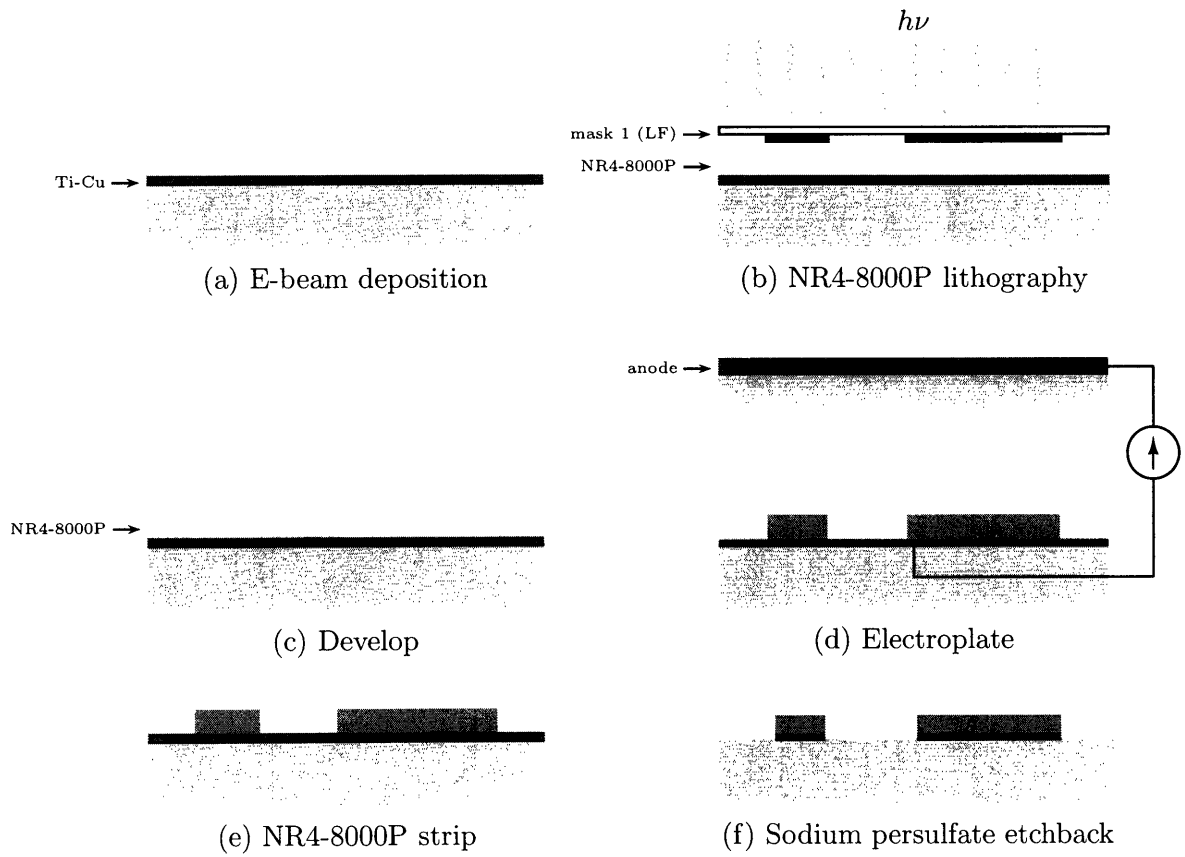 hν
mask 1 (LF)
NR4-8000P
Ti-Cu
(a) E-beam deposition
(b) NR4-8000P lithography
anode
NR4-8000P
(c) Develop
(d) Electroplate
(e) NR4-8000P strip
(f) Sodium persulfate etchback